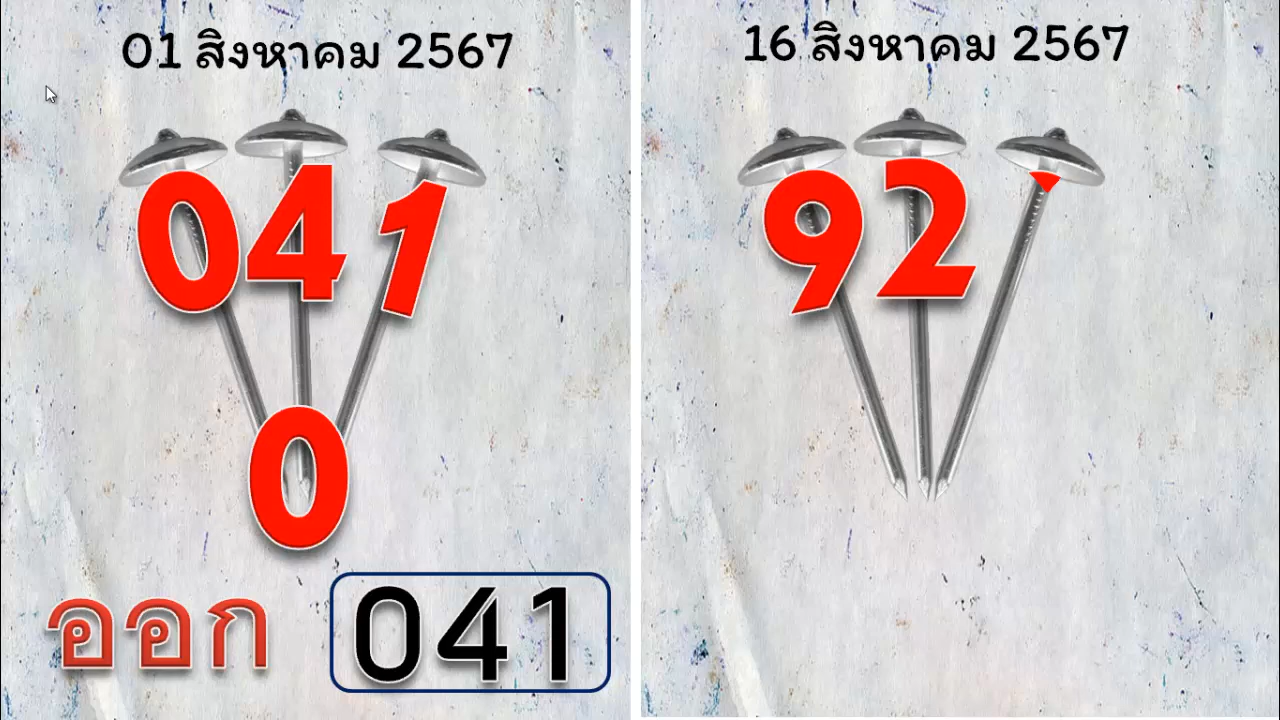 01 สิงหาคม 2567
041
0
ออก 041
16 สิงหาคม 2567
92